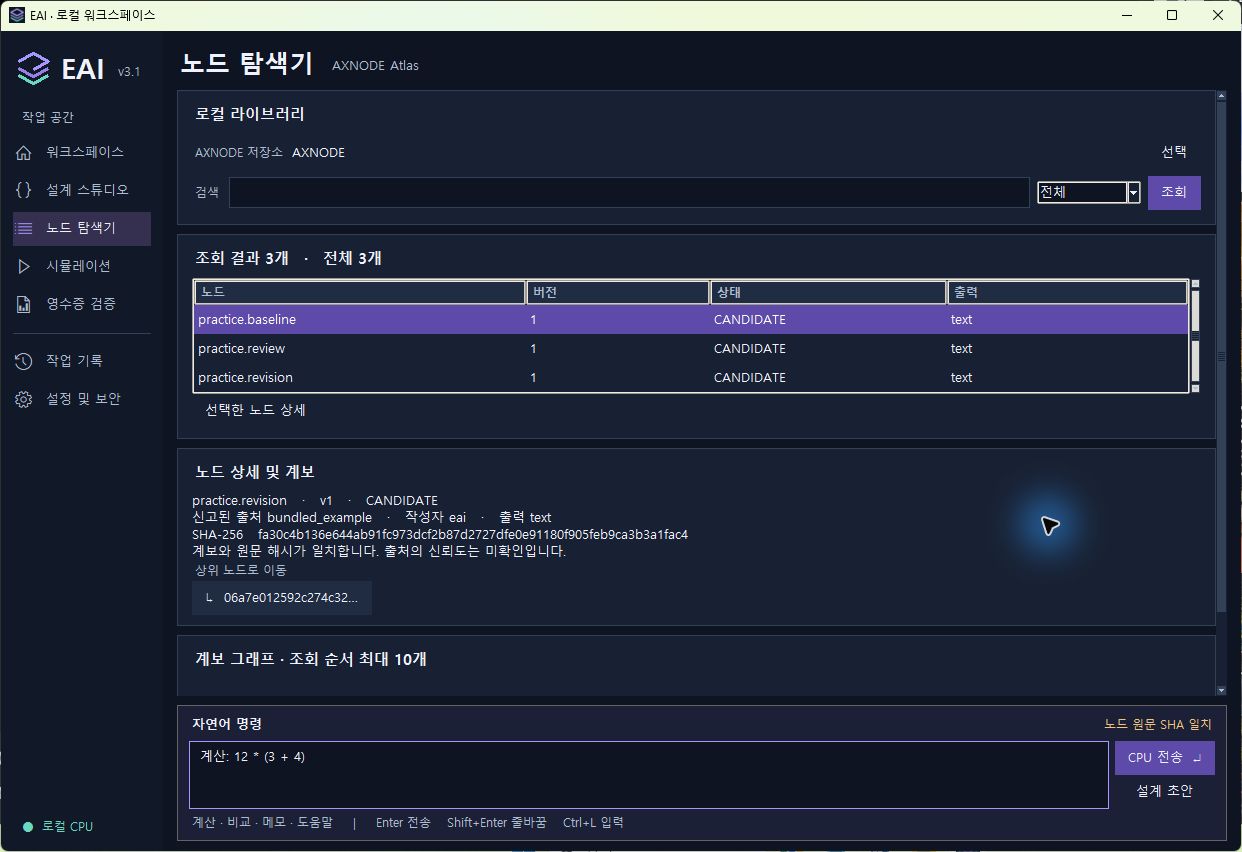 EAI · 로컬 워크스페이스
EAI v3.1
작업 공간
워크스페이스
설계 스튜디오
노드 탐색기
시뮬레이션
영수증 검증
작업 기록
설정 및 보안
로컬 CPU
노드 탐색기 AXNODE Atlas
로컬 라이브러리
AXNODE 저장소 AXNODE 선택
검색 전체 조회
조회 결과 3개 · 전체 3개
노드 버전 상태 출력
practice.baseline 1 CANDIDATE text
practice.review 1 CANDIDATE text
practice.revision 1 CANDIDATE text
선택한 노드 상세
노드 상세 및 계보
practice.revision · v1 · CANDIDATE
신고된 출처 bundled_example · 작성자 eai · 출력 text
SHA-256 fa30c4b136e644ab91fc973dcf2b87d2727dfe0e91180f905feb9ca3b3a1fac4
계보와 원문 해시가 일치합니다. 출처의 신뢰도는 미확인입니다.
상위 노드로 이동
↳ 06a7e012592c274c32...
계보 그래프 · 조회 순서 최대 10개
자연어 명령 노드 원문 SHA 일치
계산: 12 * (3 + 4)
CPU 전송 ↵
설계 초안
계산 · 비교 · 메모 · 도움말 | Enter 전송 Shift+Enter 줄바꿈 Ctrl+L 입력